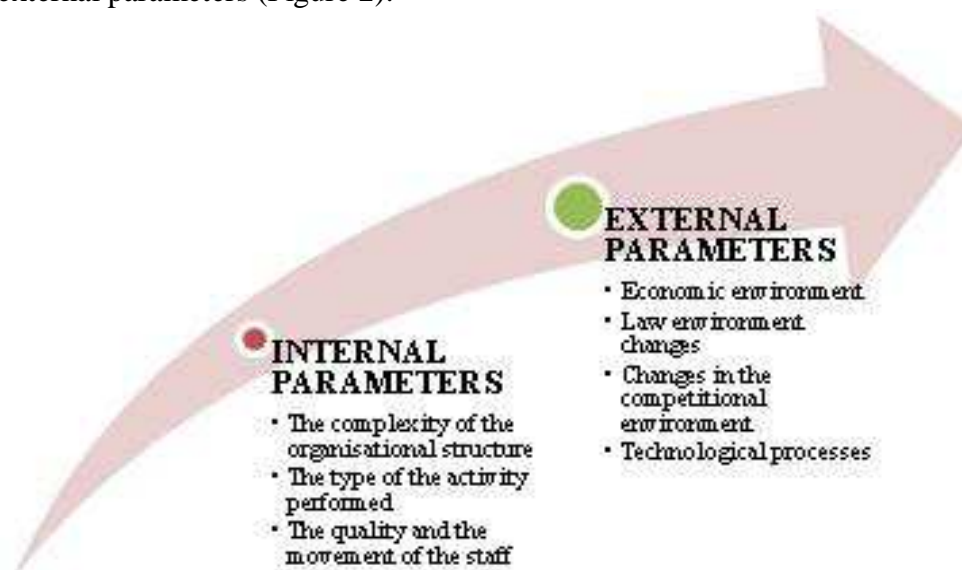 external parameters (Figure 2).
EXTERNAL
PARAMETERS
• Economic environment
• Law environment
changes
• Changes in the
competitional
environment
• Technological processes
INTERNAL
PARAMETERS
• The complexity of the
organisational structure
• The type of the activity
performed
• The quality and the
movement of the staff